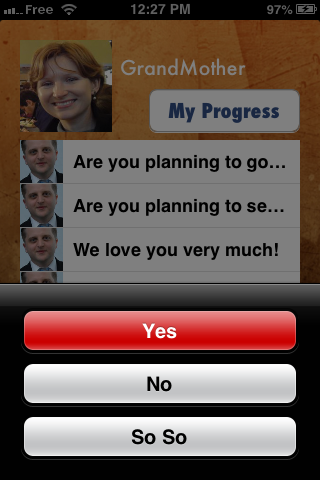 Free 12:27 PM 97%
GrandMother
My Progress
Are you planning to go...
Are you planning to se...
We love you very much!
Yes
No
So So